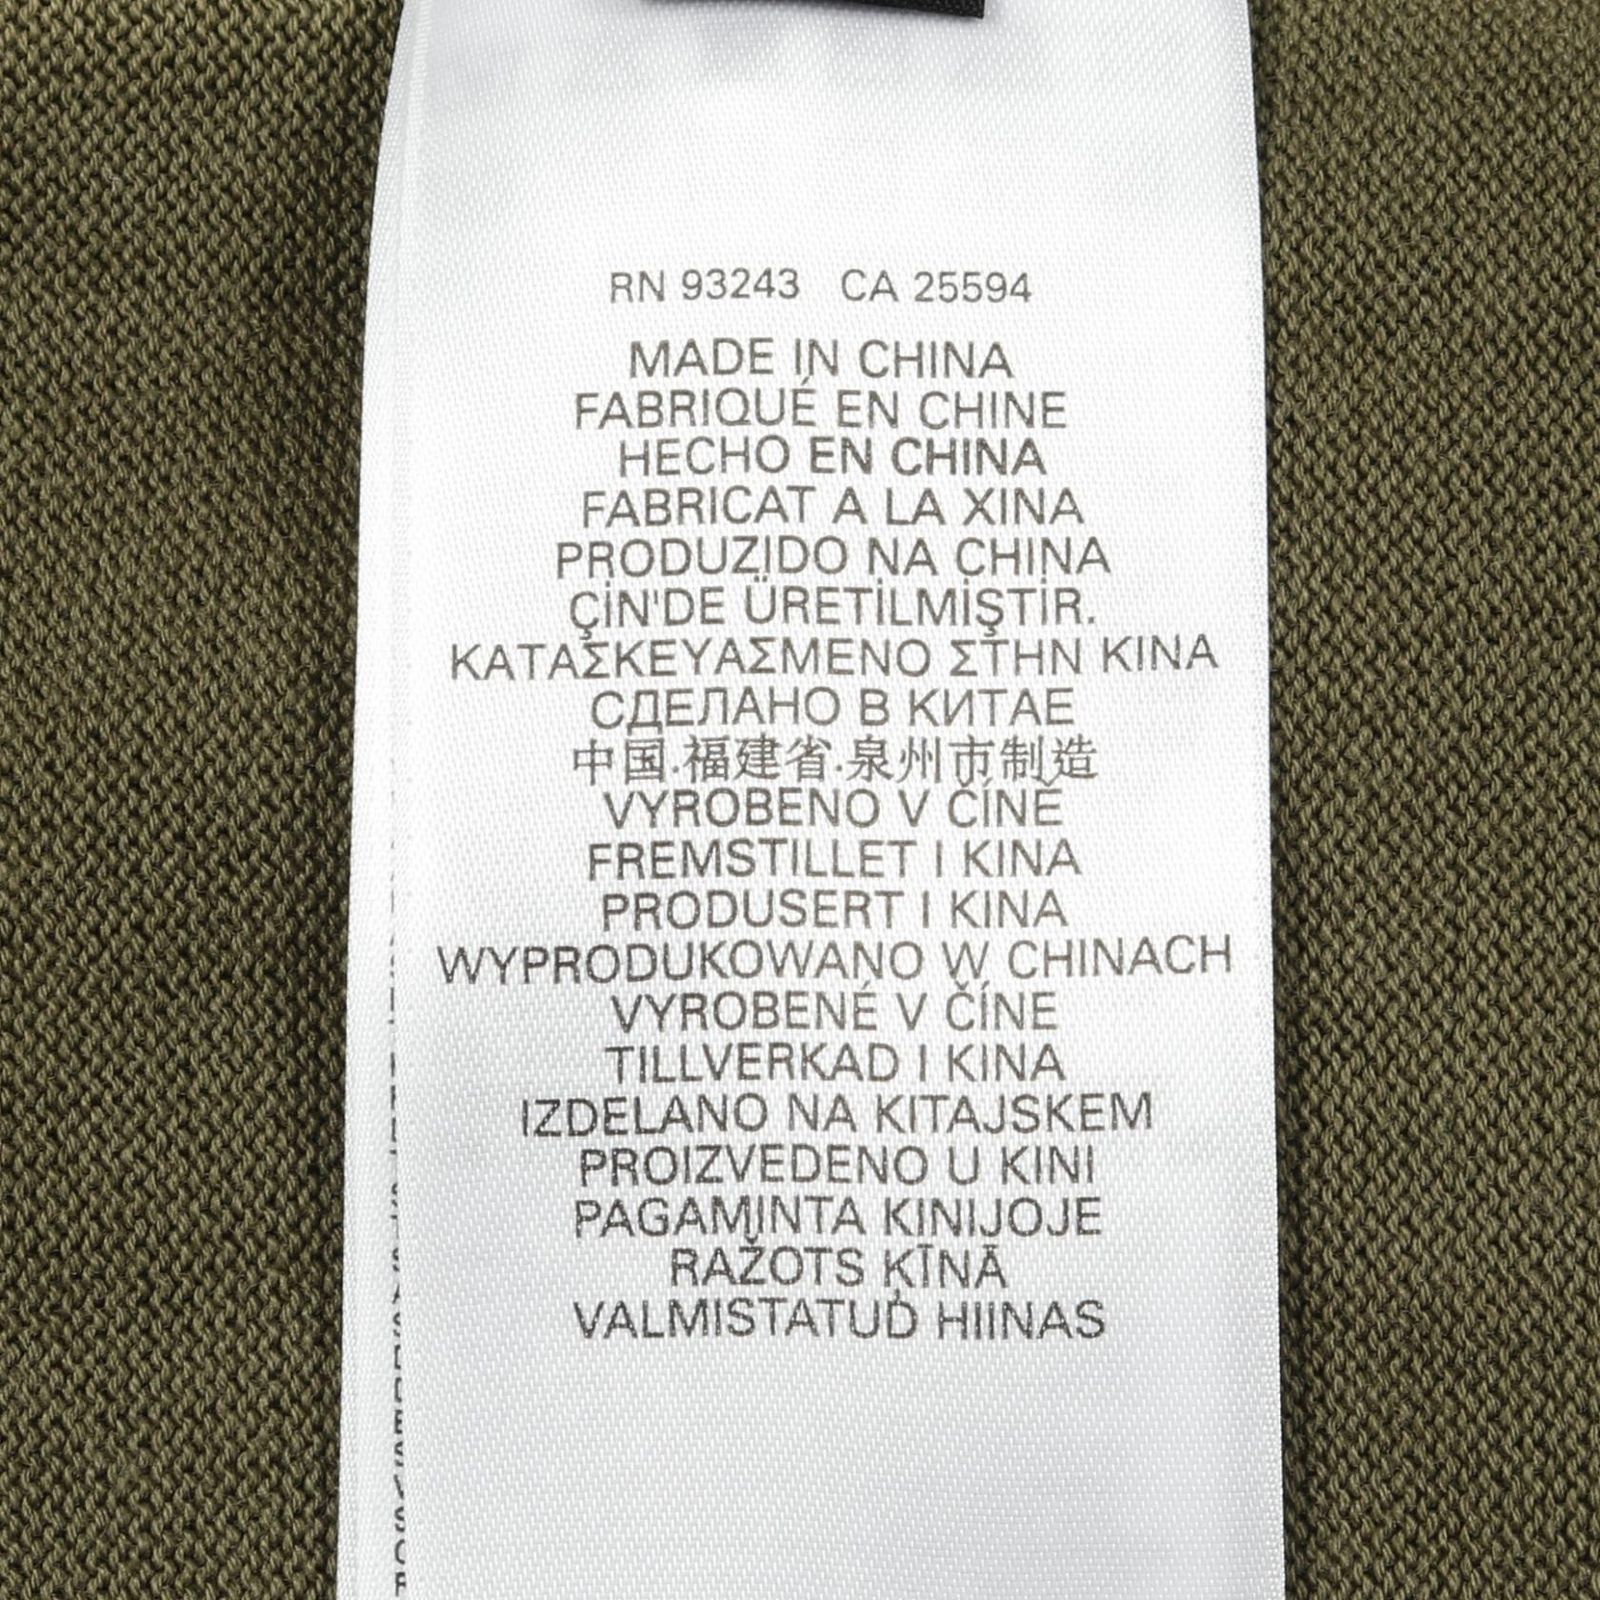 RN 93243 CA 25594
MADE IN CHINA
FABRIQUÉ EN CHINE
HECHO EN CHINA
FABRICAT A LA XINA
PRODUZIDO NA CHINA
ÇİN'DE ÜRETİLMİŞTİR.
ΚΑΤΑΣΚΕΥΑΣΜΕΝΟ ΣΤΗΝ ΚΙΝΑ
СДЕЛАНО В КИТАЕ
中国.福建省.泉州市制造
VYROBENO V ČÍNĚ
FREMSTILLET I KINA
PRODUSERT I KINA
WYPRODUKOWANO W CHINACH
VYROBENÉ V ČÍNE
TILLVERKAD I KINA
IZDELANO NA KITAJSKEM
PROIZVEDENO U KINI
PAGAMINTA KINIJOJE
RAŽOTS ĶĪNĀ
VALMISTATUD HIINAS